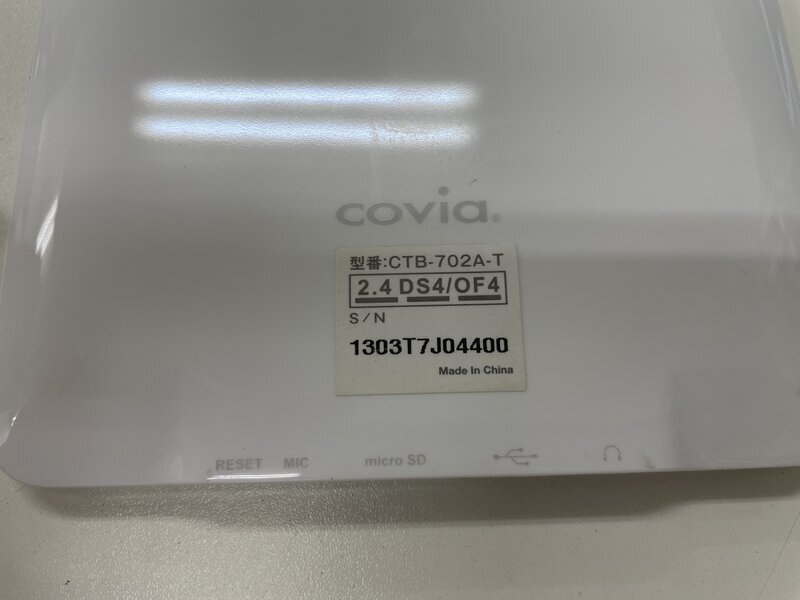 covia.
型番:CTB-702A-T
2.4 DS4/OF4
S/N
1303T7J04400
Made In China
RESET MIC micro SD